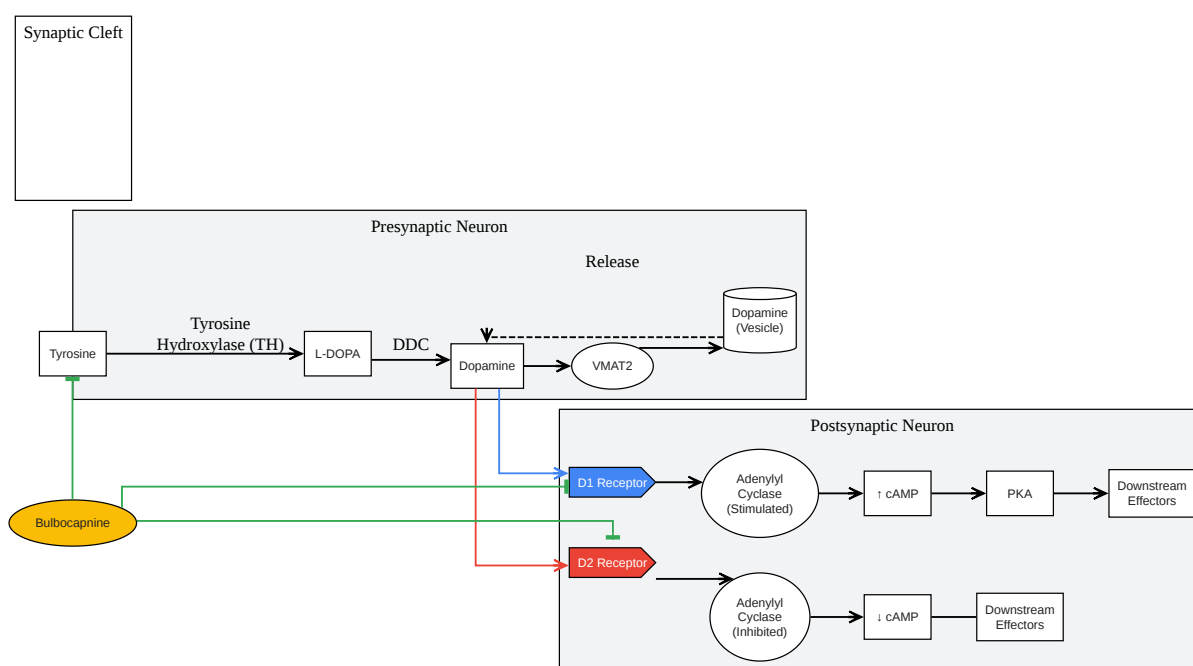 Synaptic Cleft
Presynaptic Neuron
Release
Tyrosine
Hydroxylase (TH)
DDC
Tyrosine
L-DOPA
Dopamine
VMAT2
Dopamine
(Vesicle)
Postsynaptic Neuron
Bulbocapnine
D1 Receptor
Adenylyl
Cyclase
(Stimulated)
↑ cAMP
PKA
Downstream
Effectors
D2 Receptor
Adenylyl
Cyclase
(Inhibited)
↓ cAMP
Downstream
Effectors